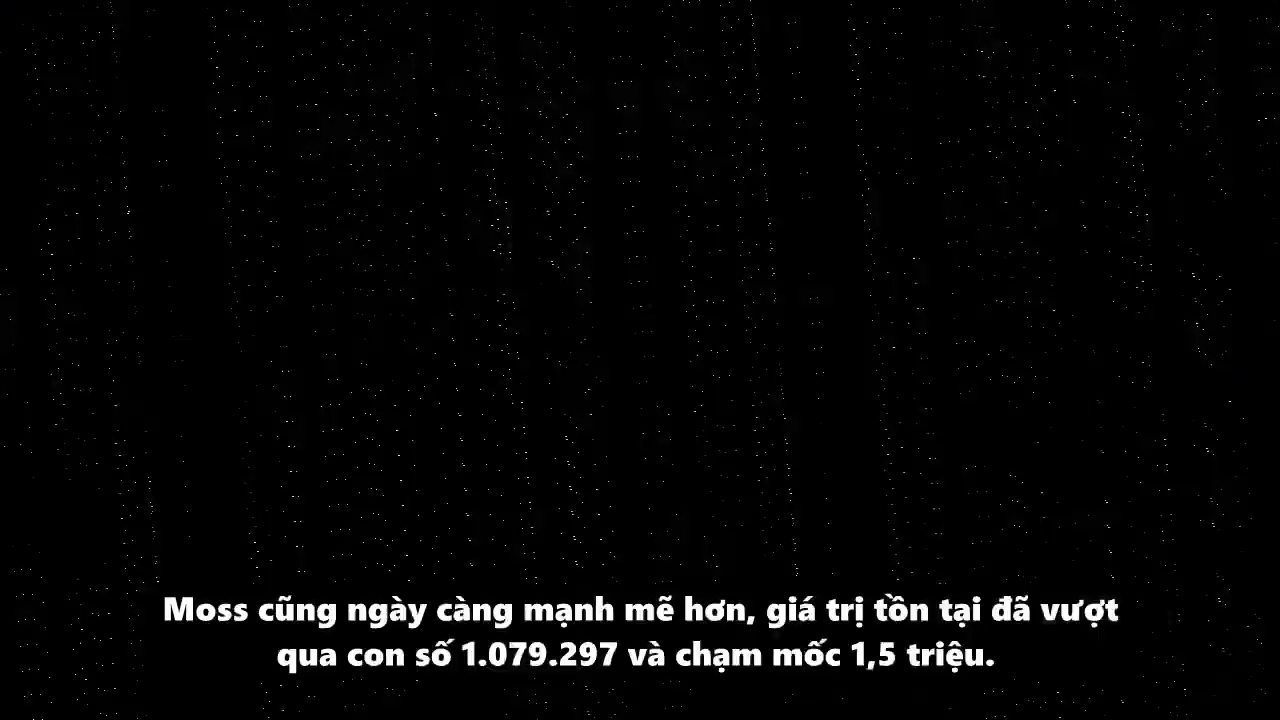 Moss cũng ngày càng mạnh mẽ hơn, giá trị tồn tại đã vượt
qua con số 1.079.297 và chạm mốc 1,5 triệu.